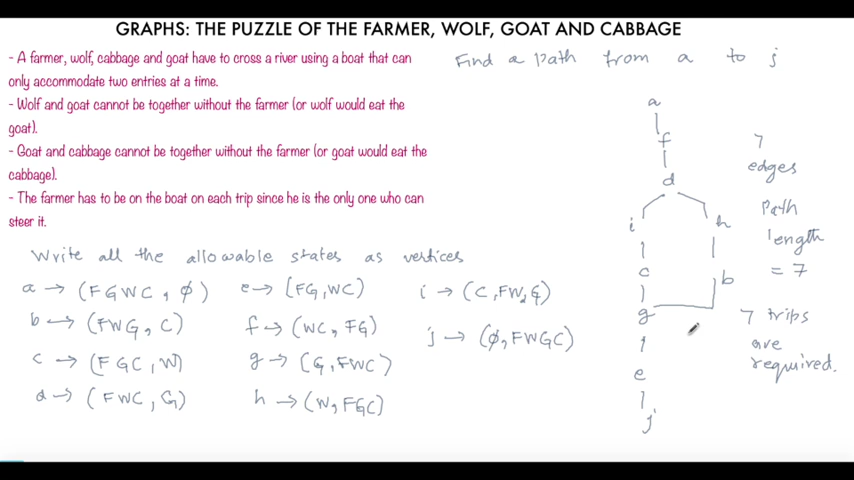 GRAPHS: THE PUZZLE OF THE FARMER, WOLF, GOAT AND CABBAGE
- A farmer, wolf, cabbage and goat have to cross a river using a boat that can
only accommodate two entries at a time.
- Wolf and goat cannot be together without the farmer (or wolf would eat the
goat).
- Goat and cabbage cannot be together without the farmer (or goat would eat the
cabbage).
- The farmer has to be on the boat on each trip since he is the only one who can
steer it.
Write all the allowable states as vertices
a → (FGWC, ∅)
b → (FWG, C)
c → (FGC, W)
d → (FWC, G)
e → (FG, WC)
f → (WC, FG)
g → (G, FWC)
h → (W, FGC)
i → (C, FWG)
j → (∅, FWGC)
Find a path from a to j
a
f
d
i h
c b
g
e
j
7
edges
Path
length
= 7
7 trips
are
required.